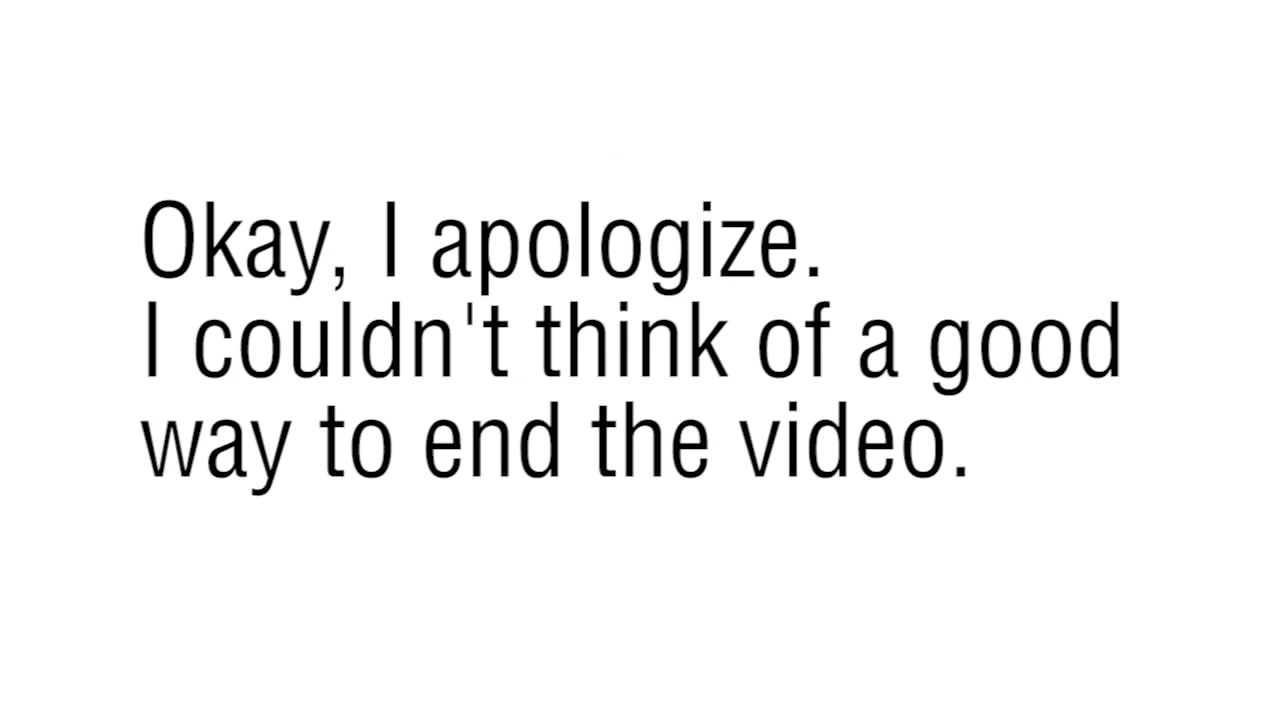 Okay, I apologize.
I couldn't think of a good
way to end the video.